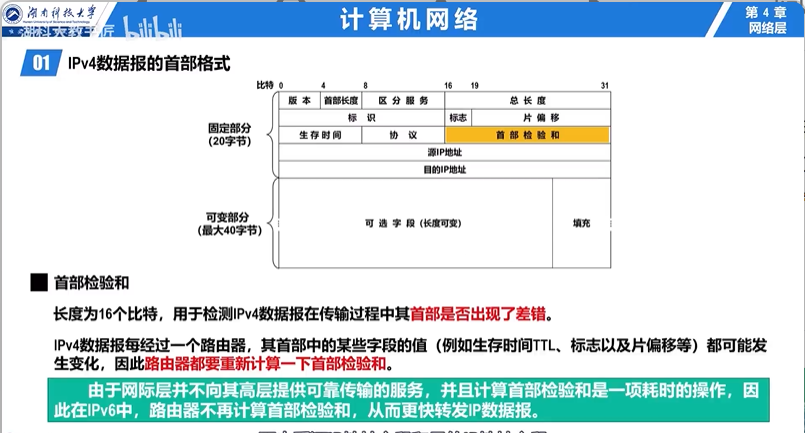 湖南科技大学
湖科大教书匠 bilibili
计算机网络
第 4 章
网络层
01 IPv4数据报的首部格式
比特 0 4 8 16 19 31
版 本 首部长度 区 分 服 务 总 长 度
标 识 标志 片 偏 移
生 存 时 间 协 议 首 部 检 验 和
源IP地址
目的IP地址
固定部分
(20字节)
可 选 字 段 (长度可变) 填充
可变部分
(最大40字节)
首部检验和
长度为16个比特，用于检测IPv4数据报在传输过程中其首部是否出现了差错。
IPv4数据报每经过一个路由器，其首部中的某些字段的值（例如生存时间TTL、标志以及片偏移等）都可能发
生变化，因此路由器都要重新计算一下首部检验和。
由于网际层并不向其高层提供可靠传输的服务，并且计算首部检验和是一项耗时的操作，因
此在IPv6中，路由器不再计算首部检验和，从而更快转发IP数据报。